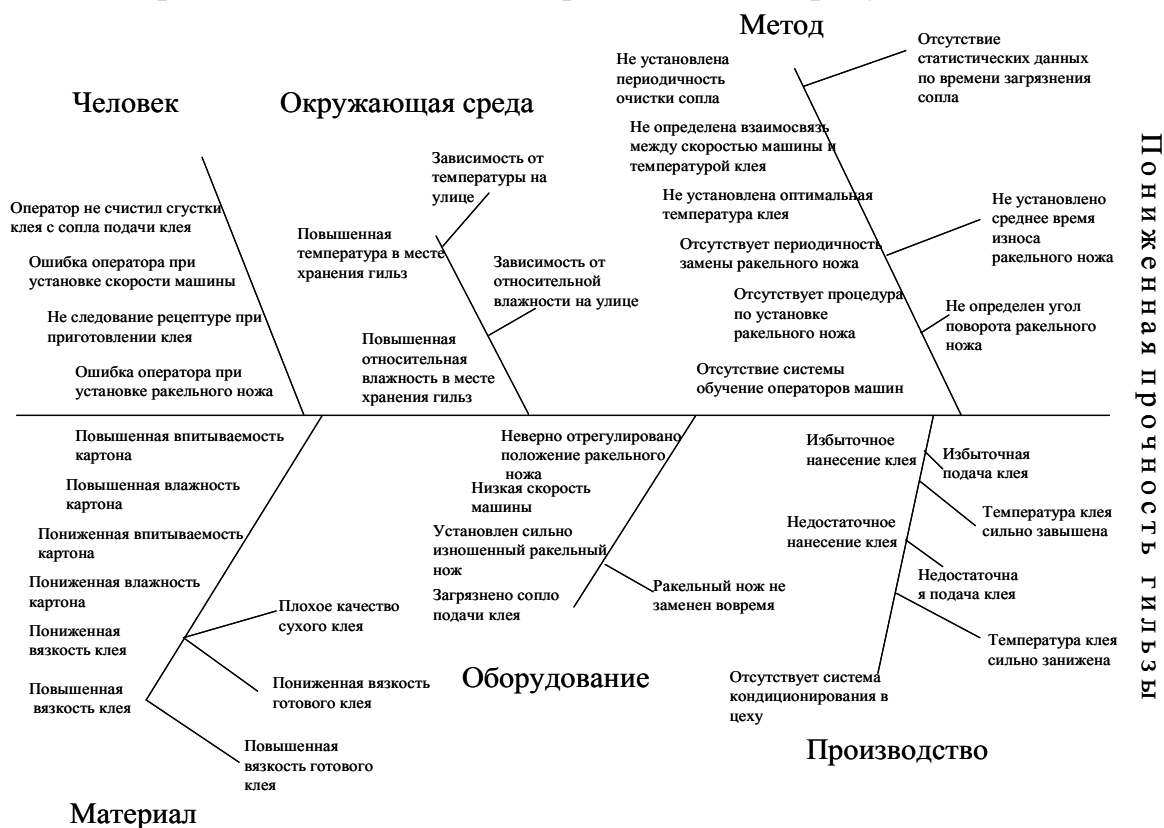 Метод
Человек
Окружающая среда
Оператор не счистил сгустки
клея с сопла подачи клея
Ошибка оператора при
установке скорости машины
Не следование рецептуре при
приготовлении клея
Ошибка оператора при
установке ракельного ножа
Зависимость от
температуры на
улице
Повышенная
температура в месте
хранения гильз
Зависимость от
относительной
влажности на улице
Повышенная
относительная
влажность в месте
хранения гильз
Не установлена
периодичность
очистки сопла
Не определена взаимосвязь
между скоростью машины и
температурой клея
Не установлена оптимальная
температура клея
Отсутствует периодичность
замены ракельного ножа
Отсутствует процедура
по установке
ракельного ножа
Отсутствие системы
обучение операторов машин
Отсутствие
статистических данных
по времени загрязнения
сопла
Не установлено
среднее время
износа
ракельного ножа
Не определен угол
поворота ракельного
ножа
Пониженная прочность гильзы
Повышенная впитываемость
картона
Повышенная влажность
картона
Пониженная впитываемость
картона
Пониженная влажность
картона
Пониженная
вязкость клея
Повышенная
вязкость клея
Плохое качество
сухого клея
Пониженная вязкость
готового клея
Повышенная
вязкость готового
клея
Материал
Неверно отрегулировано
положение ракельного
ножа
Низкая скорость
машины
Установлен сильно
изношенный ракельный
нож
Загрязнено сопло
подачи клея
Ракельный нож не
заменен вовремя
Оборудование
Избыточное
нанесение клея
Избыточная
подача клея
Температура клея
сильно завышена
Недостаточное
нанесение клея
Недостаточна
я подача клея
Температура клея
сильно занижена
Отсутствует система
кондиционирования в
цеху
Производство